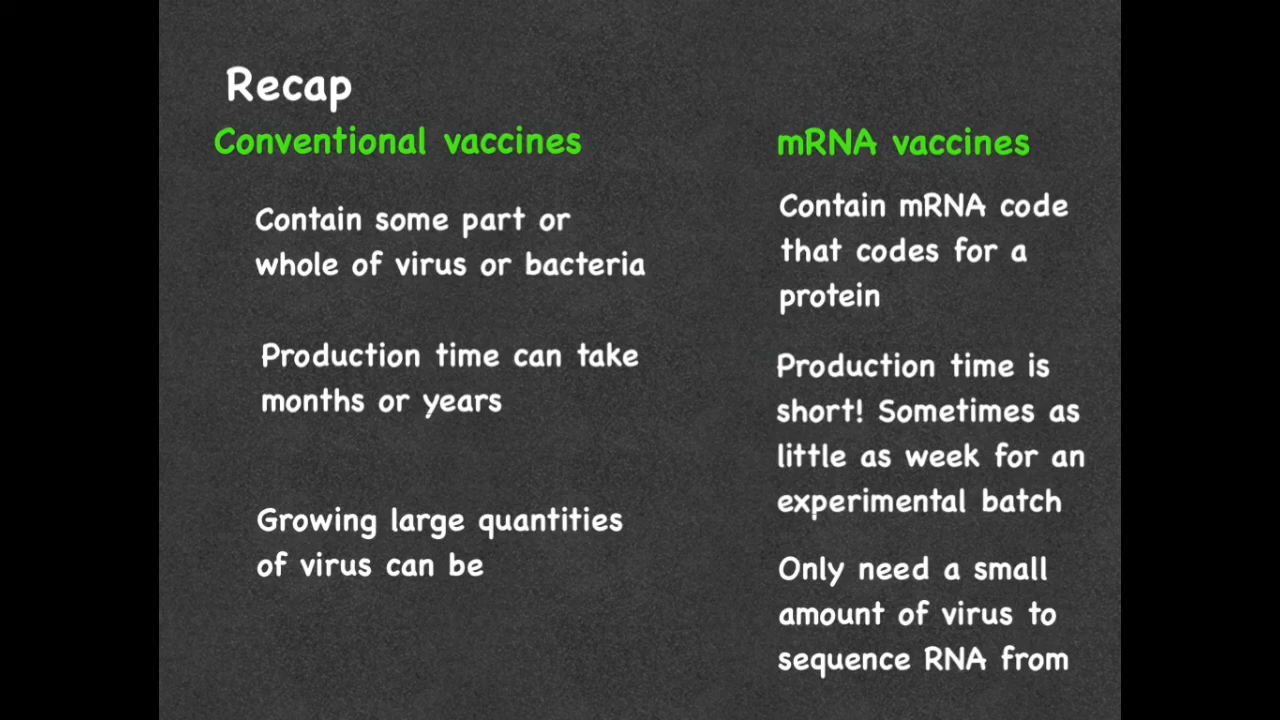 Recap
Conventional vaccines
Contain some part or
whole of virus or bacteria
Production time can take
months or years
Growing large quantities
of virus can be
mRNA vaccines
Contain mRNA code
that codes for a
protein
Production time is
short! Sometimes as
little as week for an
experimental batch
Only need a small
amount of virus to
sequence RNA from